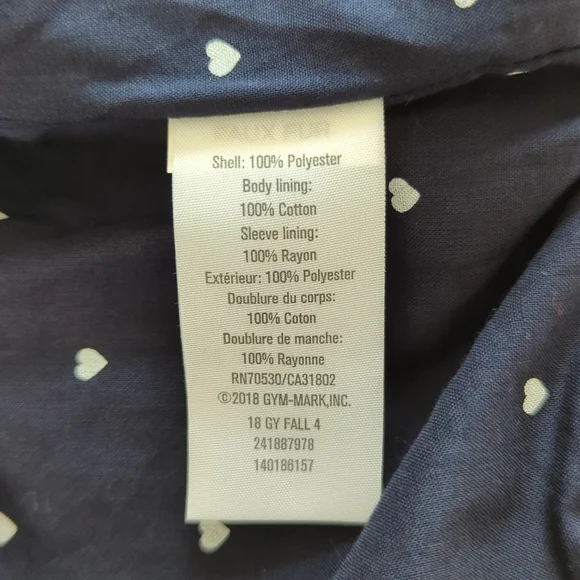 FAUX FUR
Shell: 100% Polyester
Body lining:
100% Cotton
Sleeve lining:
100% Rayon
Extérieur: 100% Polyester
Doublure du corps:
100% Coton
Doublure de manche:
100% Rayonne
RN70530/CA31802
©2018 GYM-MARK,INC.
18 GY FALL 4
241887978
140186157